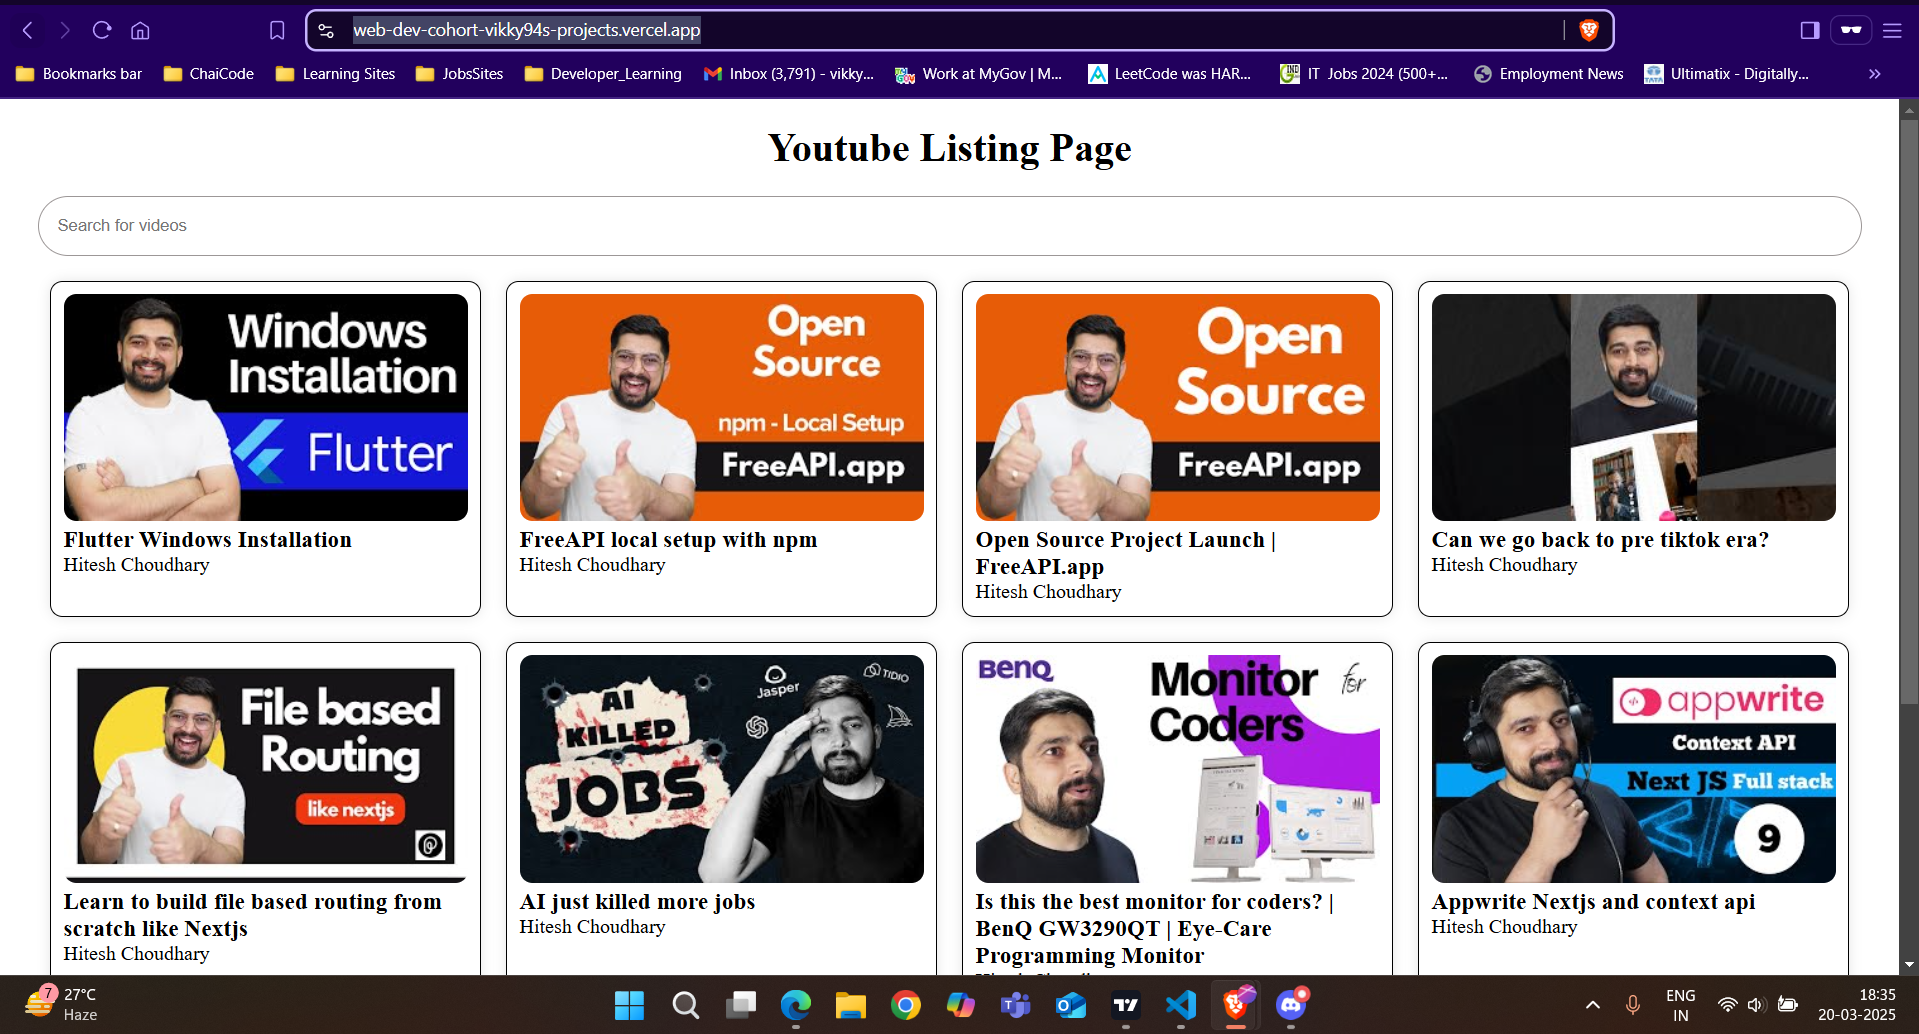 web-dev-cohort-vikky94s-projects.vercel.app
Bookmarks bar
ChaiCode
Learning Sites
JobsSites
Developer_Learning
Inbox (3,791) - vikky...
Work at MyGov | M...
LeetCode was HAR...
IT Jobs 2024 (500+...
Employment News
Ultimatix - Digitally...
Youtube Listing Page
Search for videos
Windows
Installation
Flutter
Flutter Windows Installation
Hitesh Choudhary
Open
Source
npm - Local Setup
FreeAPI.app
FreeAPI local setup with npm
Hitesh Choudhary
Open
Source
FreeAPI.app
Open Source Project Launch |
FreeAPI.app
Hitesh Choudhary
Can we go back to pre tiktok era?
Hitesh Choudhary
File based
Routing
like nextjs
Learn to build file based routing from
scratch like Nextjs
Hitesh Choudhary
AI
KILLED
JOBS
Jasper
TIDIO
AI just killed more jobs
Hitesh Choudhary
BenQ
Monitor for
Coders
Is this the best monitor for coders? |
BenQ GW3290QT | Eye-Care
Programming Monitor
appwrite
Context API
Next JS Full stack
9
Appwrite Nextjs and context api
Hitesh Choudhary
7
27°C
Haze
ENG
IN
18:35
20-03-2025